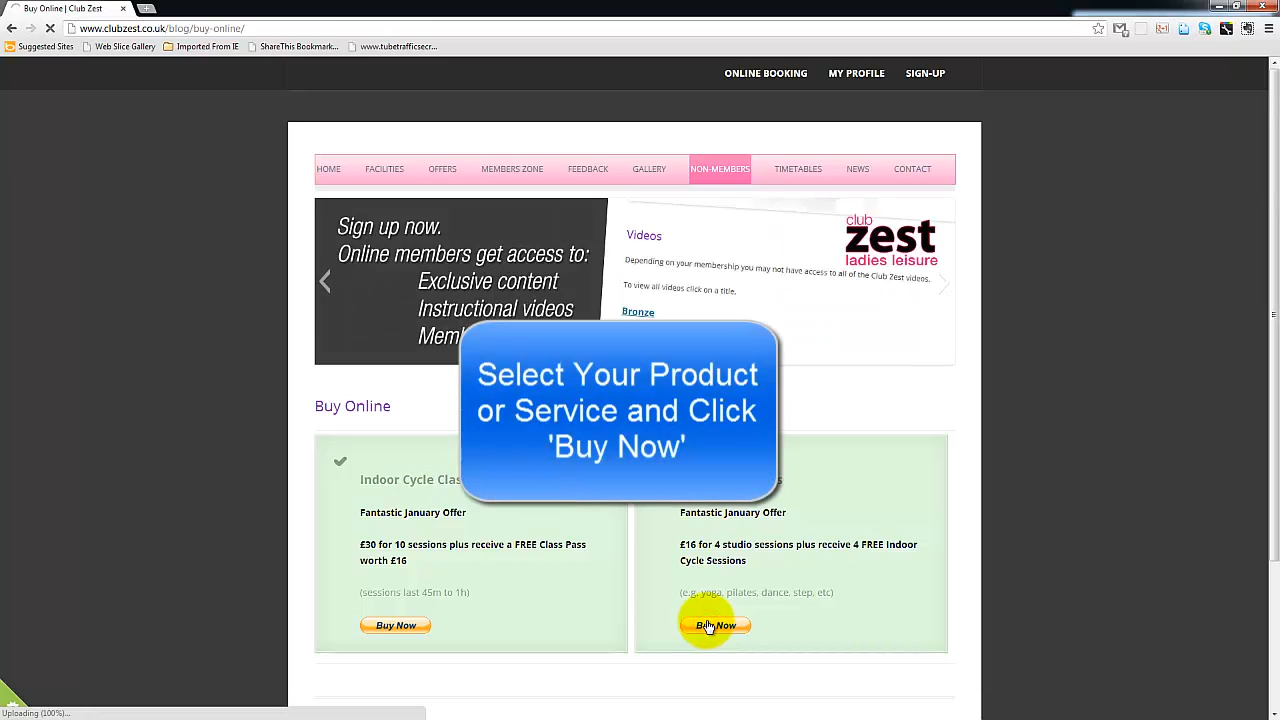 Buy Online | Club Zest
www.clubzest.co.uk/blog/buy-online/
Suggested Sites Web Slice Gallery Imported From IE ShareThis Bookmark... www.tubetrafficsecr...
ONLINE BOOKING MY PROFILE SIGN-UP
HOME FACILITIES OFFERS MEMBERS ZONE FEEDBACK GALLERY NON-MEMBERS TIMETABLES NEWS CONTACT
Sign up now.
Online members get access to:
Exclusive content
Instructional videos
Videos
Depending on your membership you may not have access to all of the Club Zest videos.
To view all videos click on a title.
Bronze
club
zest
ladies leisure
Select Your Product
or Service and Click
'Buy Now'
Buy Online
Indoor Cycle
Fantastic January Offer
£30 for 10 sessions plus receive a FREE Class Pass
worth £16
(sessions last 45m to 1h)
Buy Now
Fantastic January Offer
£16 for 4 studio sessions plus receive 4 FREE Indoor
Cycle Sessions
(e.g. yoga, pilates, dance, step, etc)
Buy Now
Uploading (100%)...